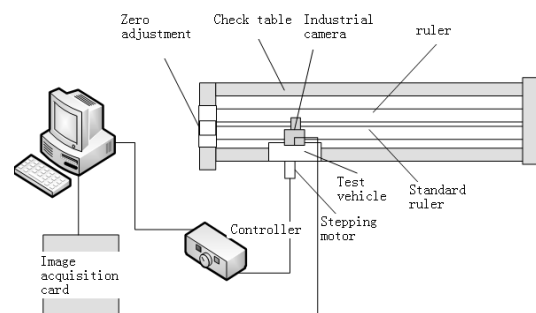 Zero
adjustment
Check table
Industrial
camera
ruler
Test
vehicle
Standard
ruler
Stepping
motor
Controller
Image
acquisition
card